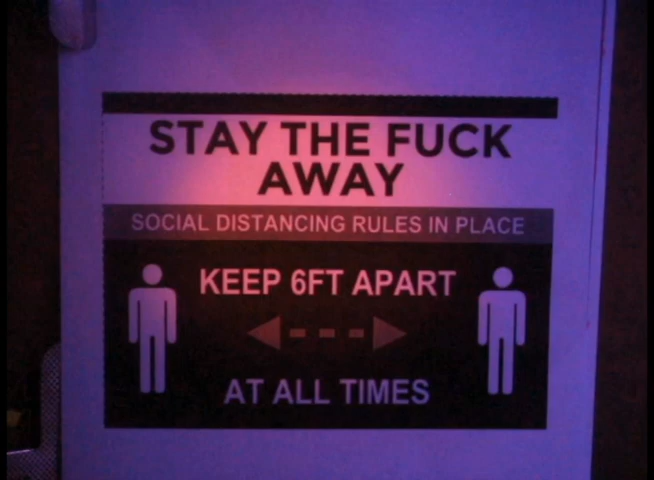 STAY THE FUCK
AWAY
SOCIAL DISTANCING RULES IN PLACE
KEEP 6FT APART
AT ALL TIMES